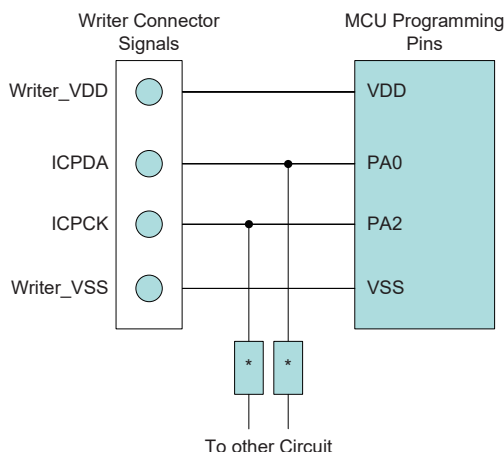 Writer Connector
Signals
MCU Programming
Pins
Writer_VDD
VDD
ICPDA
PA0
ICPCK
PA2
Writer_VSS
VSS
* *
To other Circuit